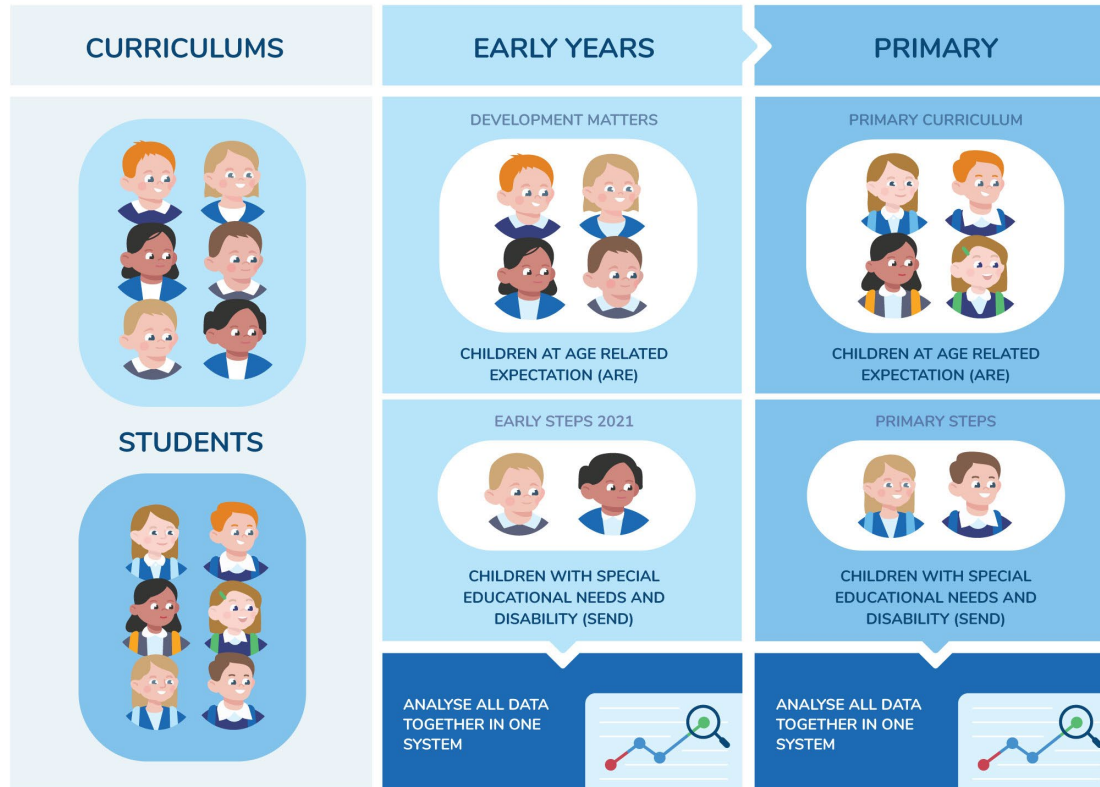 CURRICULUMS
STUDENTS
EARLY YEARS
DEVELOPMENT MATTERS
CHILDREN AT AGE RELATED
EXPECTATION (ARE)
EARLY STEPS 2021
CHILDREN WITH SPECIAL
EDUCATIONAL NEEDS AND
DISABILITY (SEND)
ANALYSE ALL DATA
TOGETHER IN ONE
SYSTEM
PRIMARY
PRIMARY CURRICULUM
CHILDREN AT AGE RELATED
EXPECTATION (ARE)
PRIMARY STEPS
CHILDREN WITH SPECIAL
EDUCATIONAL NEEDS AND
DISABILITY (SEND)
ANALYSE ALL DATA
TOGETHER IN ONE
SYSTEM